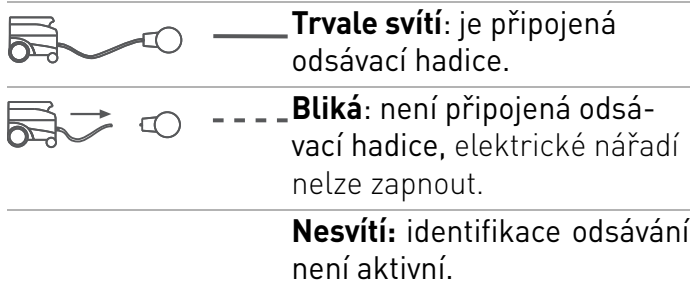 Trvale svítí: je připojená
odsávací hadice.
Bliká: není připojená odsá-
vací hadice, elektrické nářadí
nelze zapnout.
Nesvítí: identifikace odsávání
není aktivní.